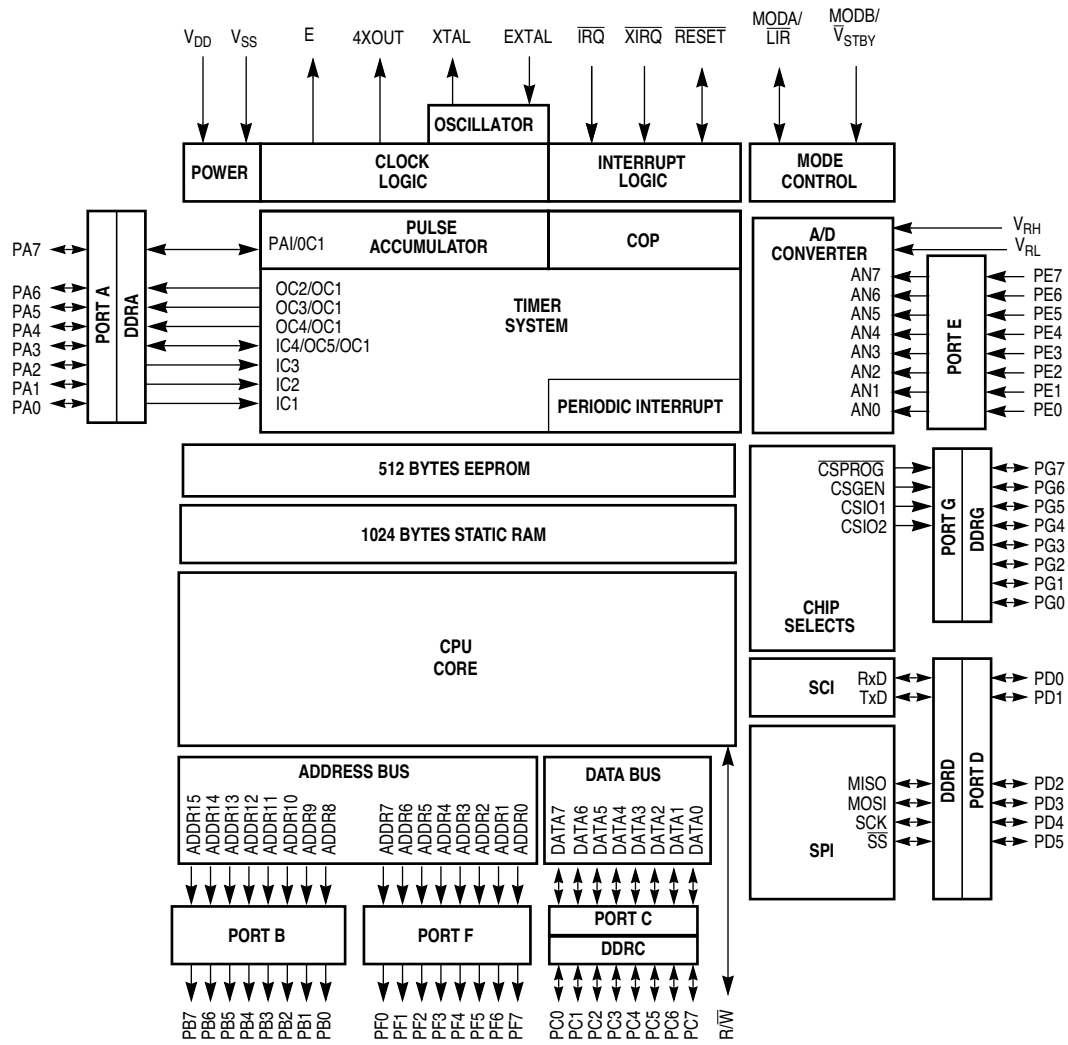 VDD VSS E 4XOUT XTAL EXTAL IRQ XIRQ RESET MODA/ MODB/
LIR VSTBY
OSCILLATOR
POWER
CLOCK
LOGIC
INTERRUPT
LOGIC
MODE
CONTROL
PA7
PA6
PA5
PA4
PA3
PA2
PA1
PA0
PORT A
DDRA
PAI/0C1
PULSE
ACCUMULATOR
COP
OC2/OC1
OC3/OC1
OC4/OC1
IC4/OC5/OC1
IC3
IC2
IC1
TIMER
SYSTEM
PERIODIC INTERRUPT
A/D
CONVERTER
VRH
VRL
AN7
AN6
AN5
AN4
AN3
AN2
AN1
AN0
PORT E
PE7
PE6
PE5
PE4
PE3
PE2
PE1
PE0
512 BYTES EEPROM
1024 BYTES STATIC RAM
CPU
CORE
CSPROG
CSGEN
CSIO1
CSIO2
CHIP
SELECTS
PORT G
DDRG
PG7
PG6
PG5
PG4
PG3
PG2
PG1
PG0
SCI
RxD
TxD
SPI
MISO
MOSI
SCK
SS
DDRD
PORT D
PD0
PD1
PD2
PD3
PD4
PD5
ADDRESS BUS
ADDR15
ADDR14
ADDR13
ADDR12
ADDR11
ADDR10
ADDR9
ADDR8
ADDR7
ADDR6
ADDR5
ADDR4
ADDR3
ADDR2
ADDR1
ADDR0
DATA BUS
DATA7
DATA6
DATA5
DATA4
DATA3
DATA2
DATA1
DATA0
PORT B
PORT F
PORT C
DDRC
PB7
PB6
PB5
PB4
PB3
PB2
PB1
PB0
PF0
PF1
PF2
PF3
PF4
PF5
PF6
PF7
PC0
PC1
PC2
PC3
PC4
PC5
PC6
PC7
R/W